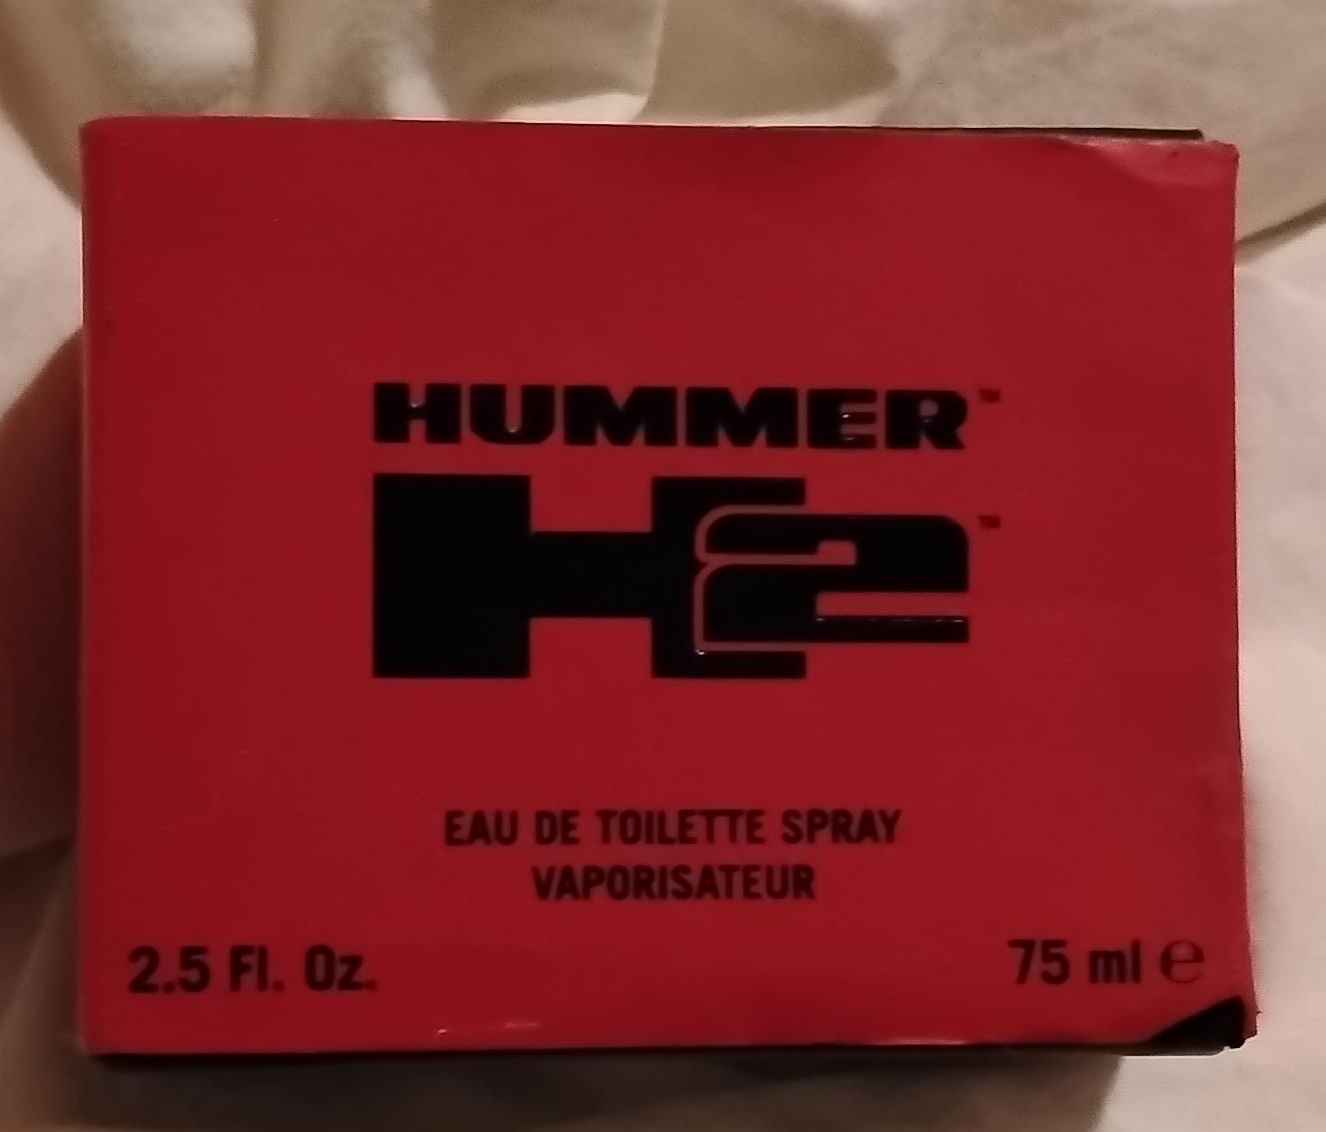 HUMMER™
H2™
EAU DE TOILETTE SPRAY
VAPORISATEUR
2.5 Fl. Oz.
75 ml ℮